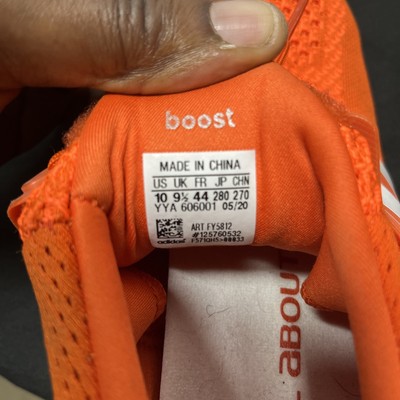 boost
MADE IN CHINA
US UK FR JP CHN
10 9½ 44 280 270
YYA 606001 05/20
ART FY5812
#125760532
adidas
ABOU